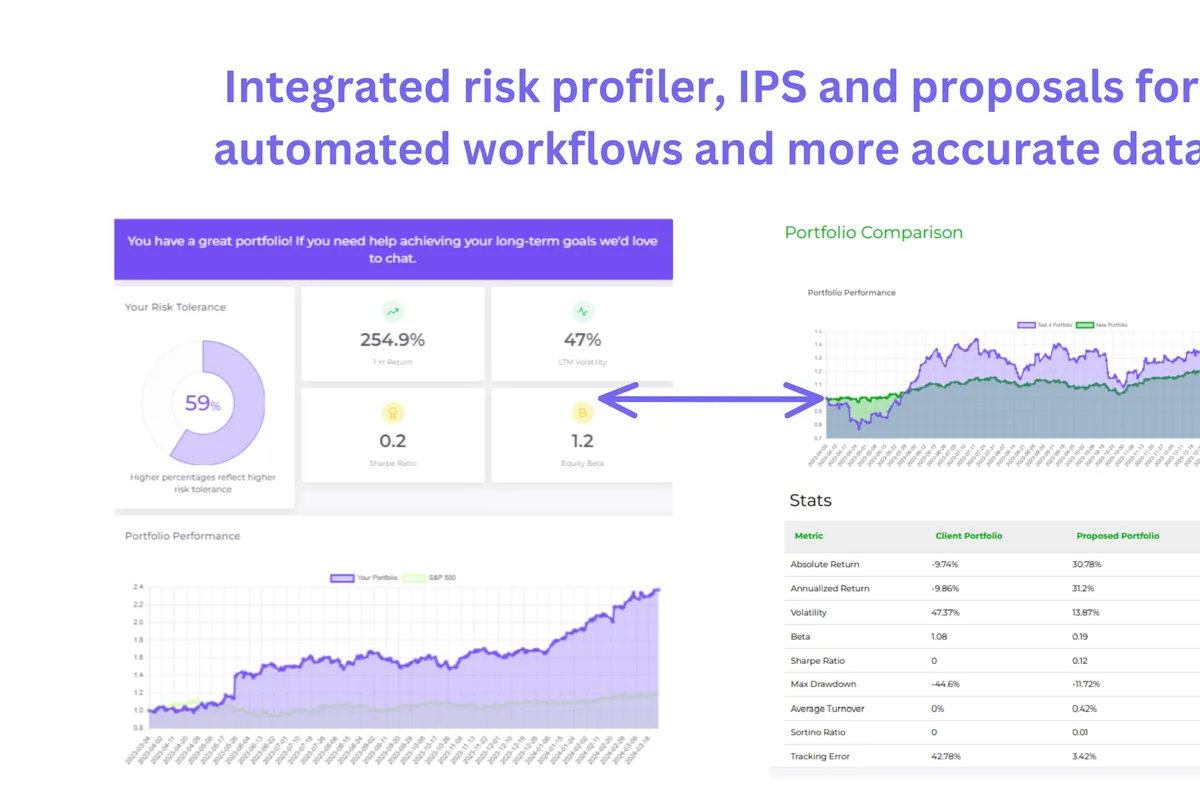 Integrated risk profiler, IPS and proposals for
automated workflows and more accurate data
You have a great portfolio! If you need help achieving your long-term goals we'd love
to chat.
Your Risk Tolerance
59%
Higher percentages reflect higher
risk tolerance
254.9%
1 Yr Return
47%
LTM Volatility
0.2
Sharpe Ratio
B
1.2
Equity Beta
Portfolio Performance
Your Portfolio
S&P 500
2.4
2.2
2.0
1.8
1.6
1.4
1.2
1.0
0.8
Portfolio Comparison
Portfolio Performance
New Portfolio
1.4
1.3
1.2
1.1
0.9
0.8
0.7
Stats
Metric Client Portfolio Proposed Portfolio
Absolute Return -9.74% 30.78%
Annualized Return -9.86% 31.2%
Volatility 47.37% 13.87%
Beta 1.08 0.19
Sharpe Ratio 0 0.12
Max Drawdown -44.6% -11.72%
Average Turnover 0% 0.42%
Sortino Ratio 0 0.01
Tracking Error 42.78% 3.42%